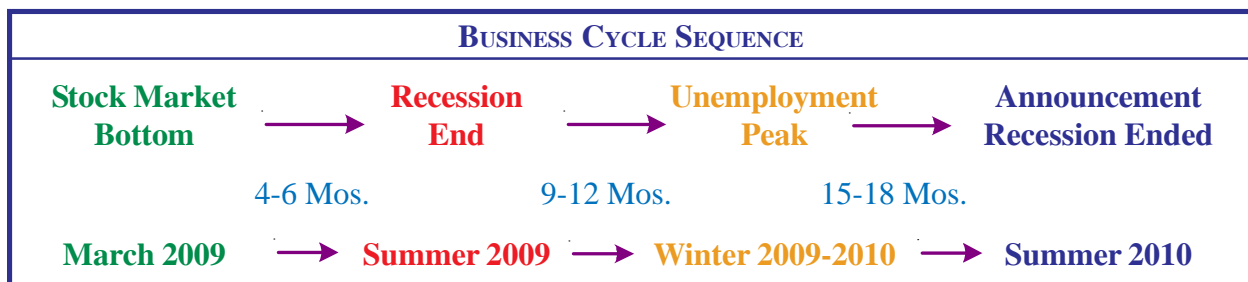 BUSINESS CYCLE SEQUENCE
Stock Market Recession Unemployment Announcement
Bottom End Peak Recession Ended
4-6 Mos. 9-12 Mos. 15-18 Mos.
March 2009 Summer 2009 Winter 2009-2010 Summer 2010